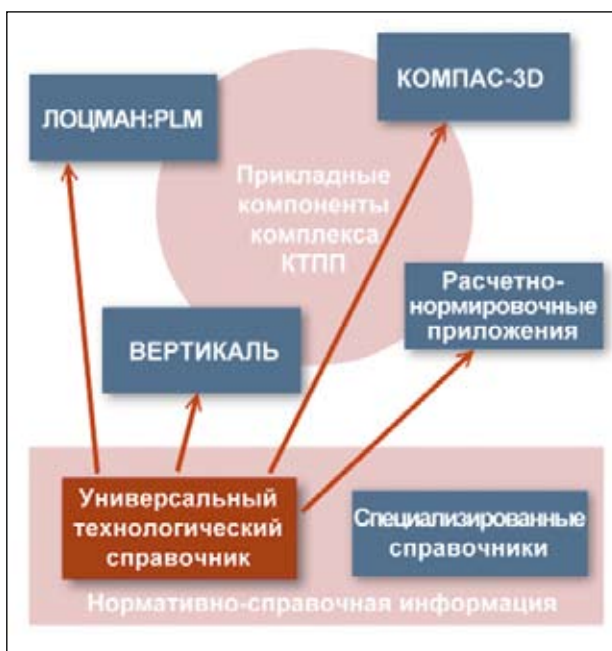 КОМПАС-3D
ЛОЦМАН:PLM
Прикладные
компоненты
комплекса
КТПП
Расчетно-
нормировочные
приложения
ВЕРТИКАЛЬ
Универсальный
технологический
справочник
Специализированные
справочники
Нормативно-справочная информация